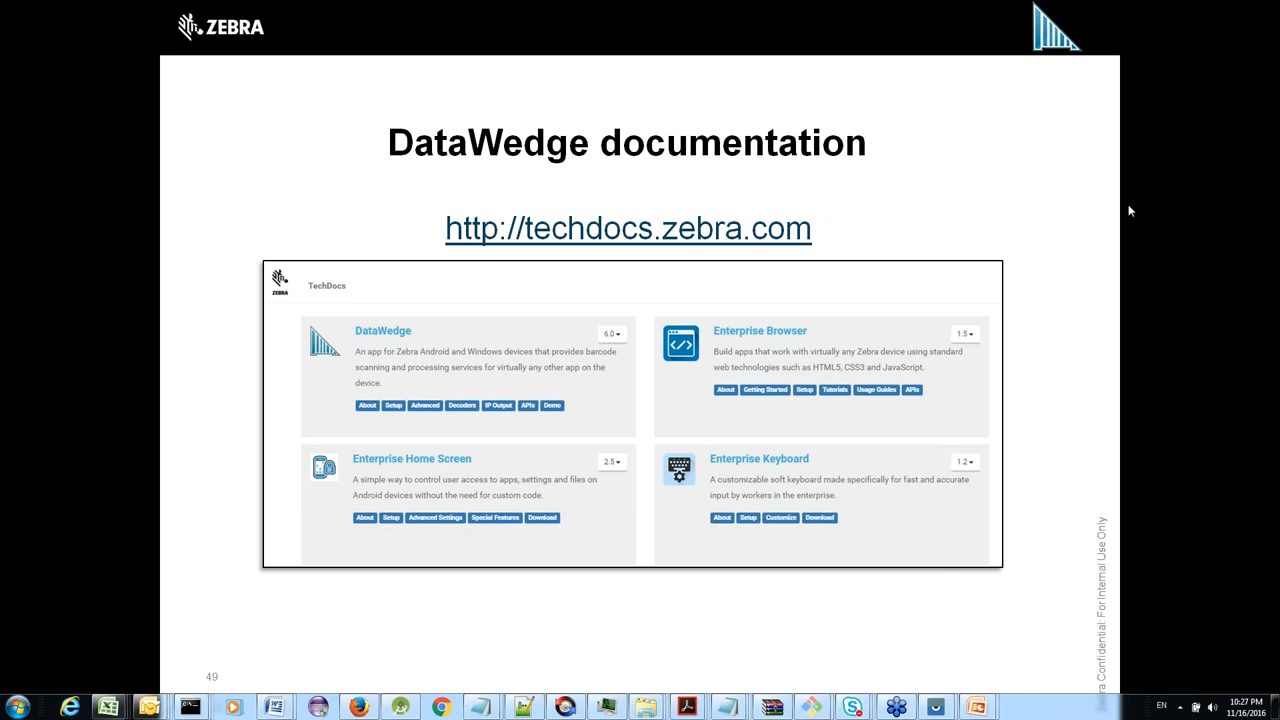 ZEBRA
DataWedge documentation
http://techdocs.zebra.com
ZEBRA
TechDocs
DataWedge
6.0
An app for Zebra Android and Windows devices that provides barcode
scanning and processing services for virtually any other app on the
device.
About Setup Advanced Decoders IP Output APIs Demo
Enterprise Browser
1.5
Build apps that work with virtually any Zebra device using standard
web technologies such as HTML5, CSS3 and JavaScript.
About Getting Started Setup Tutorials Usage Guides APIs
Enterprise Home Screen
2.5
A simple way to control user access to apps, settings and files on
Android devices without the need for custom code.
About Setup Advanced Settings Special Features Download
Enterprise Keyboard
1.2
A customizable soft keyboard made specifically for fast and accurate
input by workers in the enterprise.
About Setup Customize Download
ra Confidential: For Internal Use Only
49
EN
10:27 PM
11/16/2016